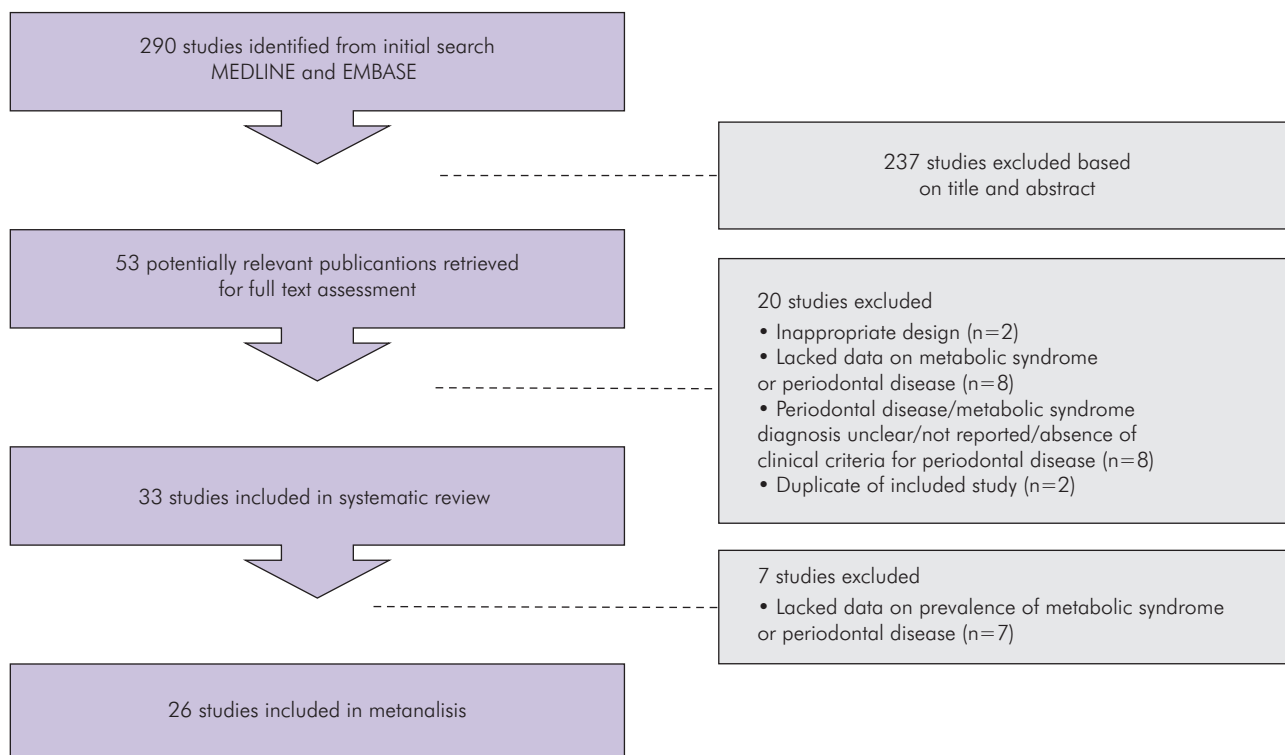 290 studies identified from initial search
MEDLINE and EMBASE
237 studies excluded based
on title and abstract
53 potentially relevant publicantions retrieved
for full text assessment
20 studies excluded
• Inappropriate design (n=2)
• Lacked data on metabolic syndrome
or periodontal disease (n=8)
• Periodontal disease/metabolic syndrome
diagnosis unclear/not reported/absence of
clinical criteria for periodontal disease (n=8)
• Duplicate of included study (n=2)
33 studies included in systematic review
7 studies excluded
• Lacked data on prevalence of metabolic syndrome
or periodontal disease (n=7)
26 studies included in metanalisis